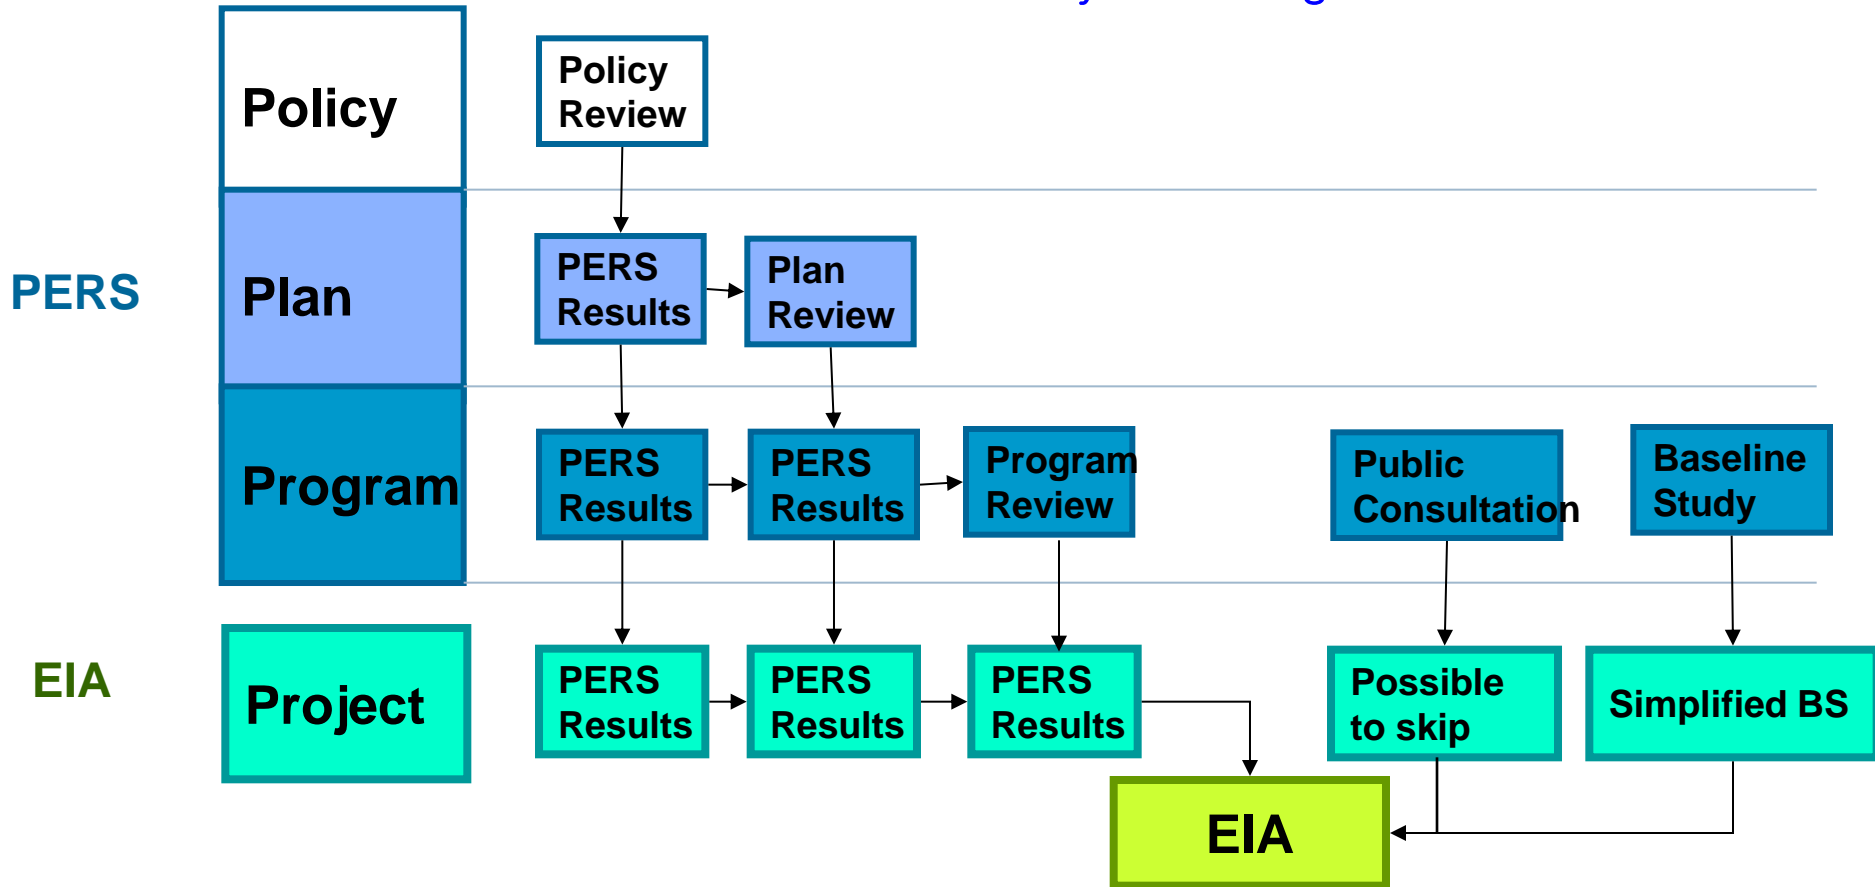 Policy
Policy
Review
PERS
Plan
PERS
Results
Plan
Review
Program
PERS
Results
PERS
Results
Program
Review
Public
Consultation
Baseline
Study
EIA
Project
PERS
Results
PERS
Results
PERS
Results
Possible
to skip
Simplified BS
EIA